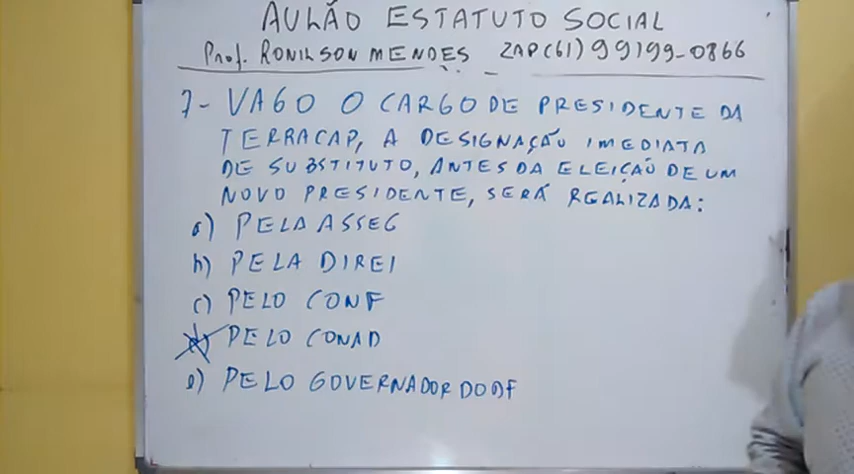 AULÃO ESTATUTO SOCIAL
Prof. RONILSON MENDES ZAP(61)99199-0866
7- VAGO O CARGO DE PRESIDENTE DA
TERRACAP, A DESIGNAÇÃO IMEDIATA
DE SUBSTITUTO, ANTES DA ELEIÇÃO DE UM
NOVO PRESIDENTE, SERÁ REALIZADA:
a) PELA ASSEG
b) PELA DIREI
c) PELO CONF
d) PELO CONAD
e) PELO GOVERNADOR DO DF